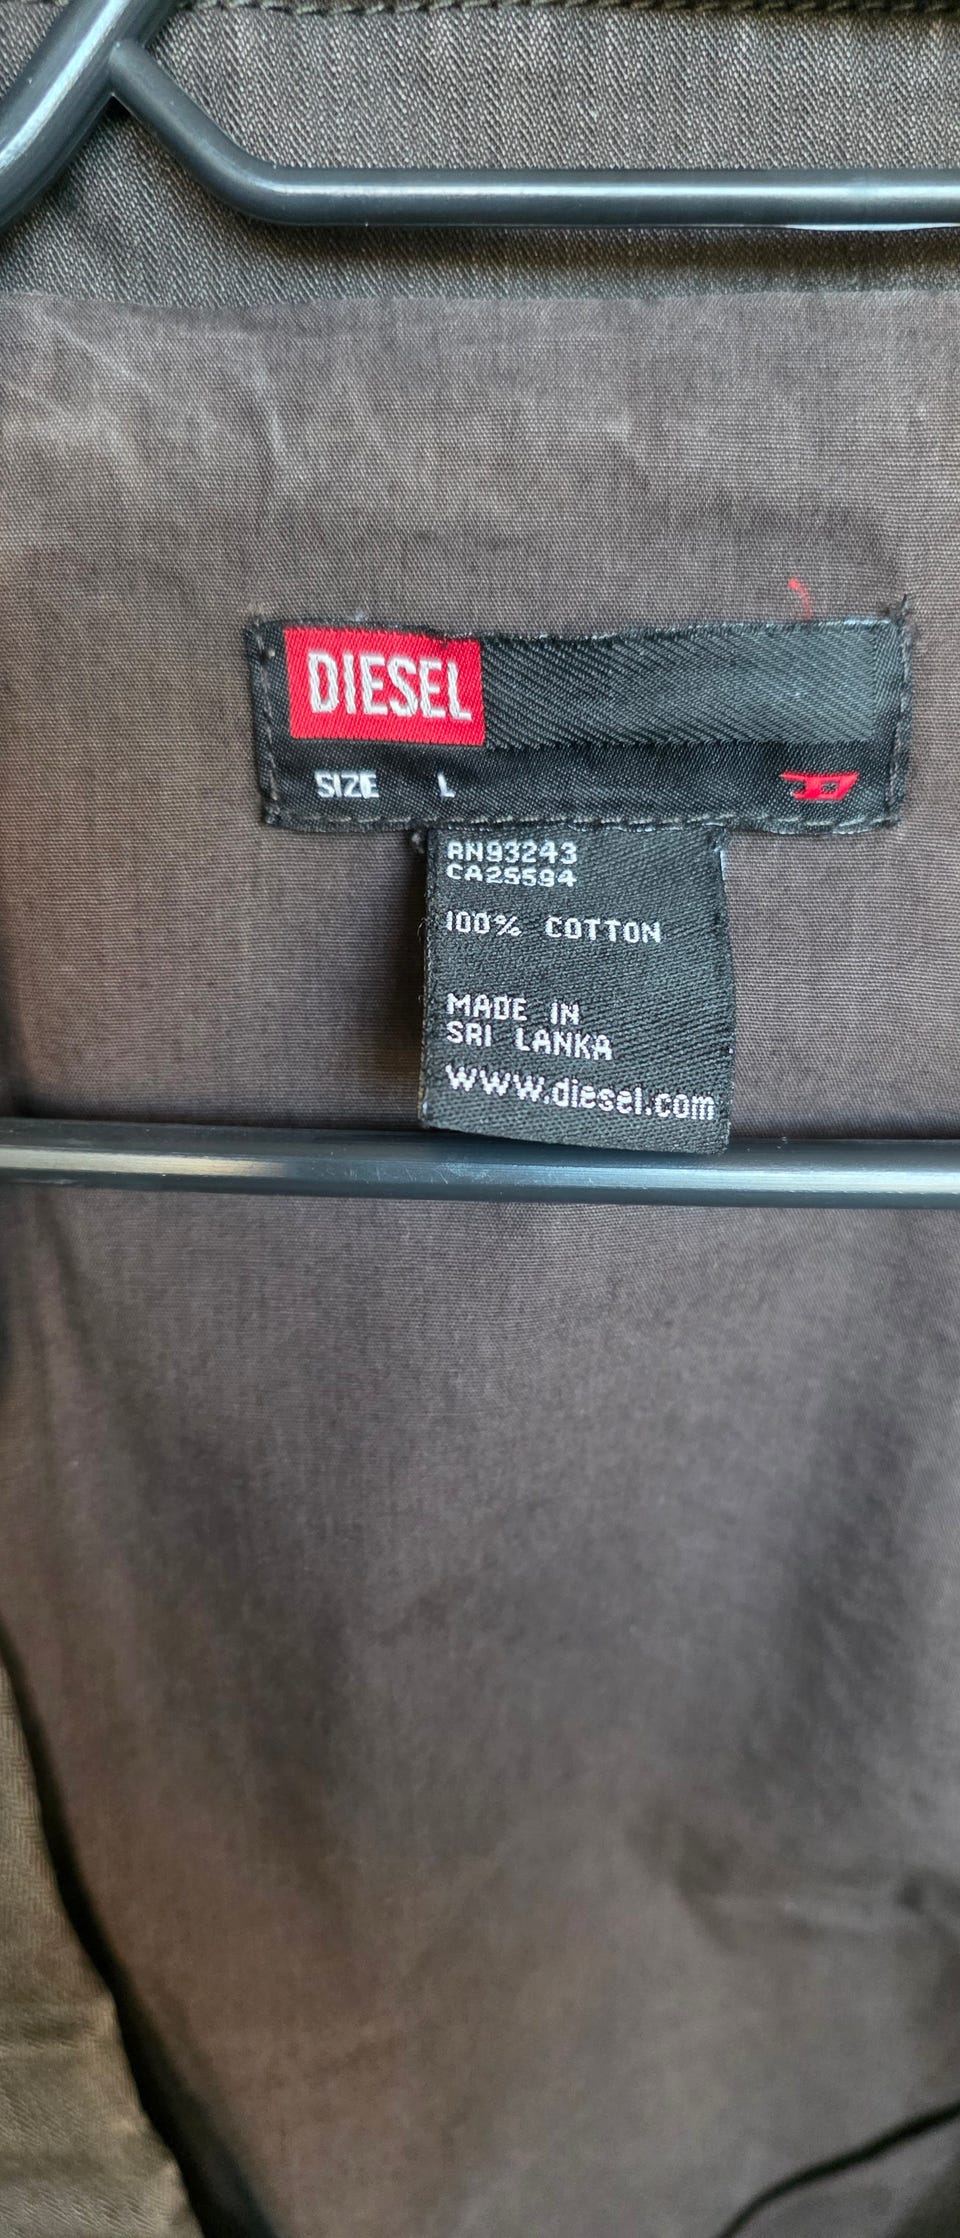 DIESEL
SIZE L
RN93243
CA25594
100% COTTON
MADE IN
SRI LANKA
www.diesel.com